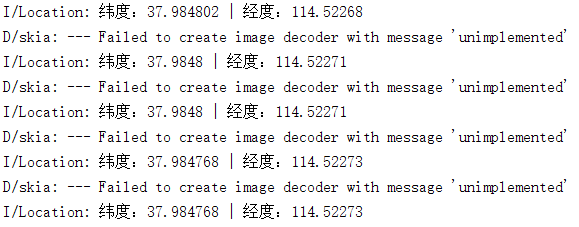 I/Location: 纬度：37.984802 | 经度：114.52268
D/skia: --- Failed to create image decoder with message 'unimplemented'
I/Location: 纬度：37.9848 | 经度：114.52271
D/skia: --- Failed to create image decoder with message 'unimplemented'
I/Location: 纬度：37.9848 | 经度：114.52271
D/skia: --- Failed to create image decoder with message 'unimplemented'
I/Location: 纬度：37.984768 | 经度：114.52273
D/skia: --- Failed to create image decoder with message 'unimplemented'
I/Location: 纬度：37.984768 | 经度：114.52273